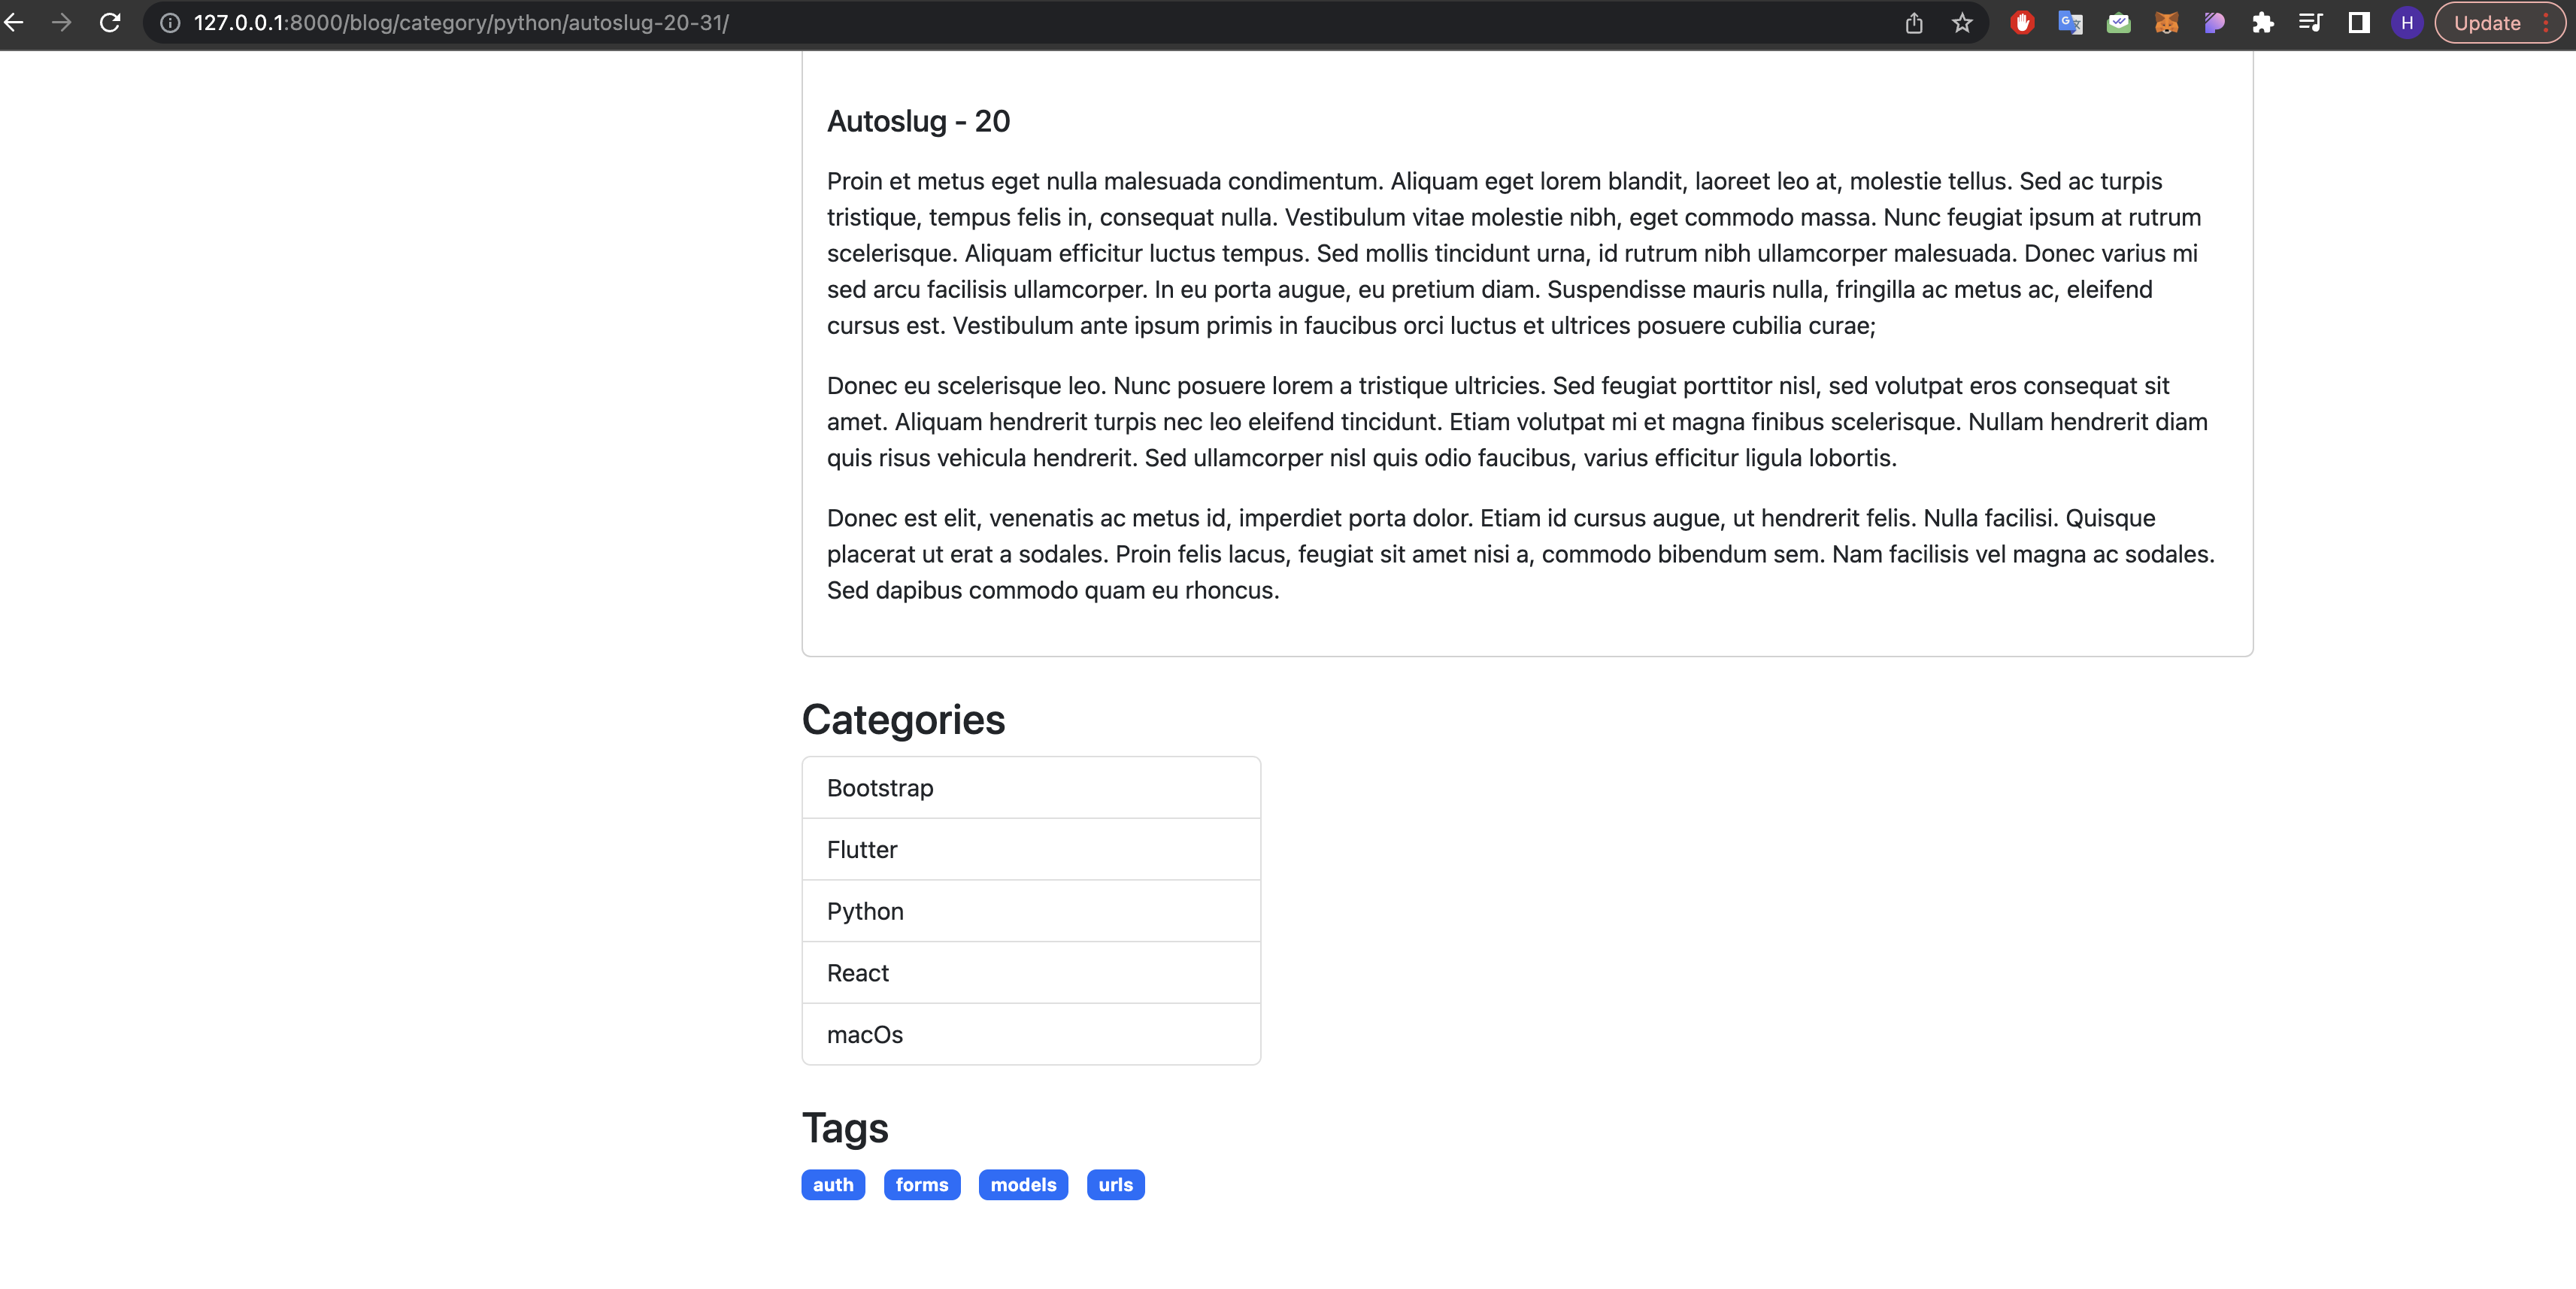 127.0.0.1:8000/blog/category/python/autoslug-20-31/
H
Update
Autoslug - 20
Proin et metus eget nulla malesuada condimentum. Aliquam eget lorem blandit, laoreet leo at, molestie tellus. Sed ac turpis
tristique, tempus felis in, consequat nulla. Vestibulum vitae molestie nibh, eget commodo massa. Nunc feugiat ipsum at rutrum
scelerisque. Aliquam efficitur luctus tempus. Sed mollis tincidunt urna, id rutrum nibh ullamcorper malesuada. Donec varius mi
sed arcu facilisis ullamcorper. In eu porta augue, eu pretium diam. Suspendisse mauris nulla, fringilla ac metus ac, eleifend
cursus est. Vestibulum ante ipsum primis in faucibus orci luctus et ultrices posuere cubilia curae;
Donec eu scelerisque leo. Nunc posuere lorem a tristique ultricies. Sed feugiat porttitor nisl, sed volutpat eros consequat sit
amet. Aliquam hendrerit turpis nec leo eleifend tincidunt. Etiam volutpat mi et magna finibus scelerisque. Nullam hendrerit diam
quis risus vehicula hendrerit. Sed ullamcorper nisl quis odio faucibus, varius efficitur ligula lobortis.
Donec est elit, venenatis ac metus id, imperdiet porta dolor. Etiam id cursus augue, ut hendrerit felis. Nulla facilisi. Quisque
placerat ut erat a sodales. Proin felis lacus, feugiat sit amet nisi a, commodo bibendum sem. Nam facilisis vel magna ac sodales.
Sed dapibus commodo quam eu rhoncus.
Categories
Bootstrap
Flutter
Python
React
macOs
Tags
auth forms models urls